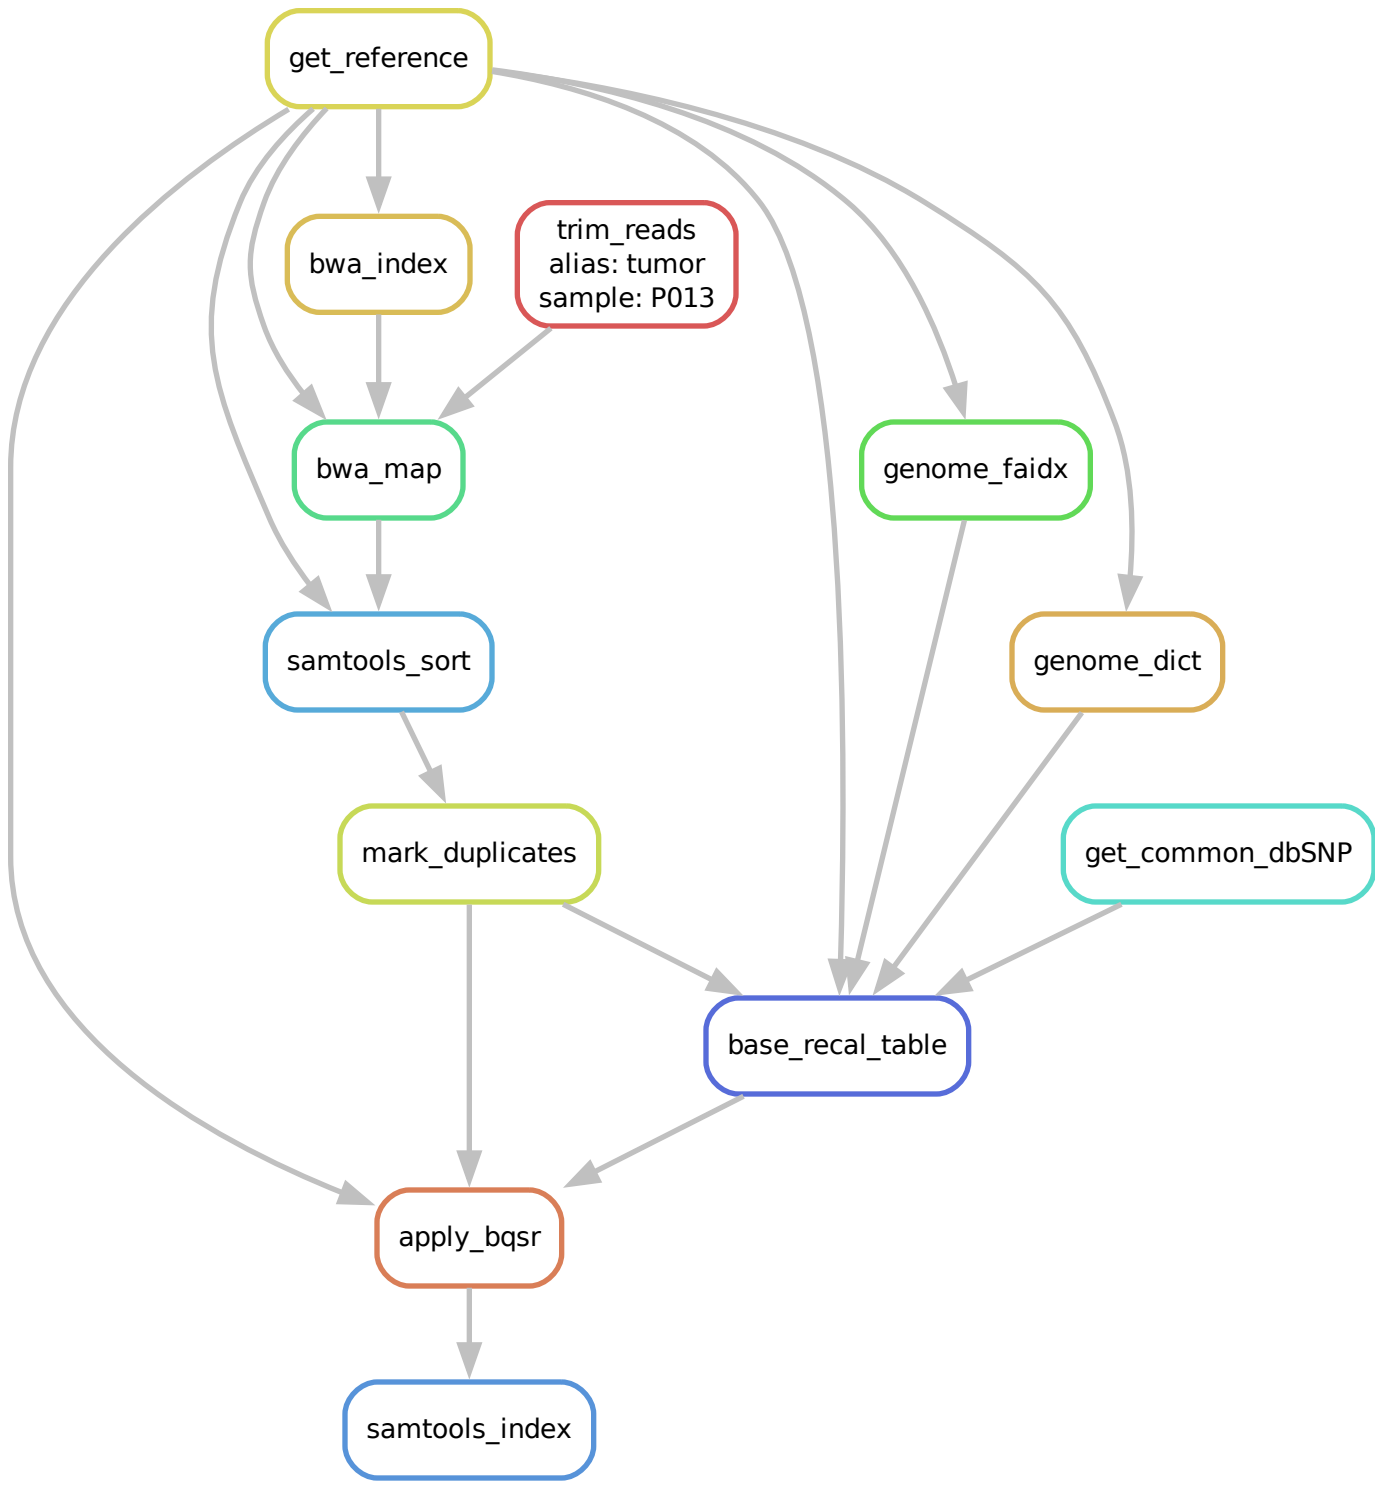 get_reference
bwa_index
trim_reads
alias: tumor
sample: P013
bwa_map
genome_faidx
samtools_sort
genome_dict
mark_duplicates
get_common_dbSNP
base_recal_table
apply_bqsr
samtools_index